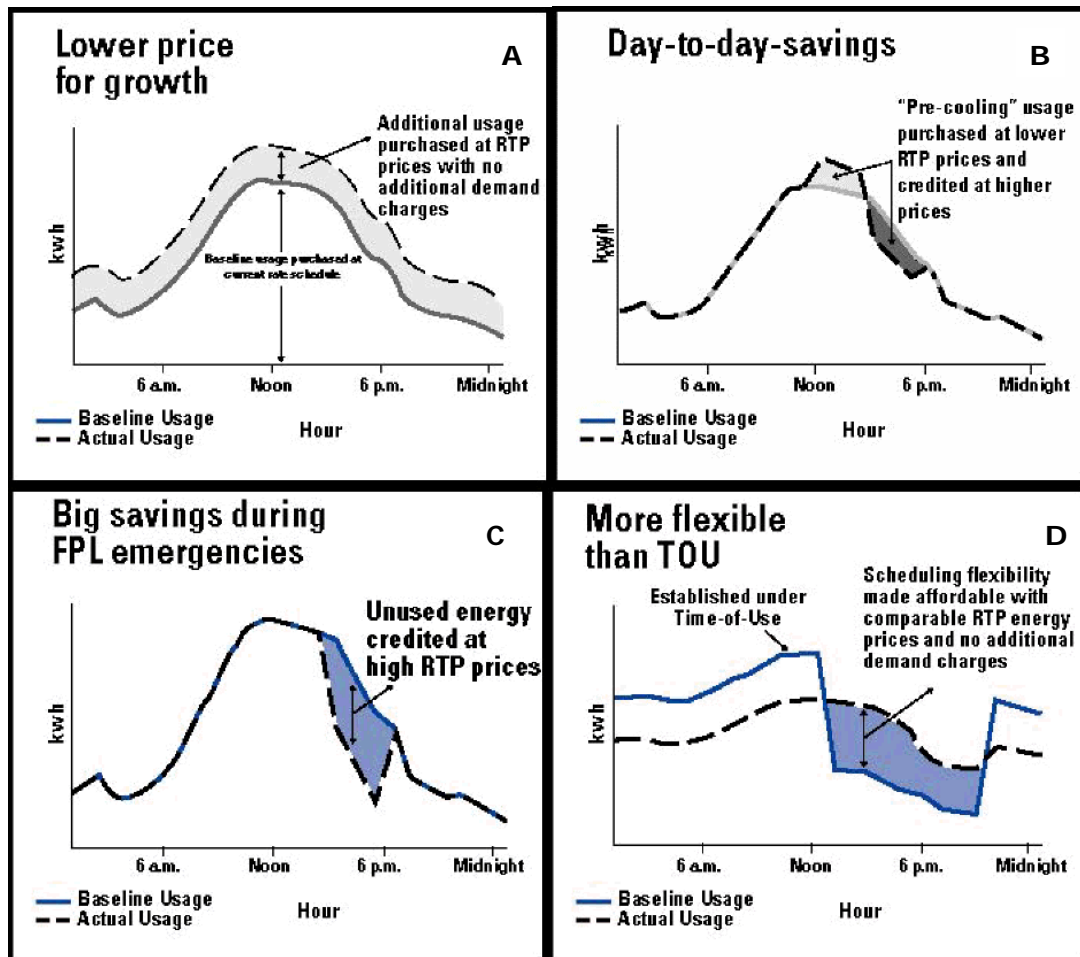 Lower price
for growth
A
Additional usage
purchased at RTP
prices with no
additional demand
charges
Baseline usage purchased at
current rate schedule
kwh
6 a.m. Noon 6 p.m. Midnight
Baseline Usage
Actual Usage
Hour
Day-to-day-savings
B
“Pre-cooling” usage
purchased at lower
RTP prices and
credited at higher
prices
kwh
6 a.m. Noon 6 p.m. Midnight
Baseline Usage
Actual Usage
Hour
Big savings during
FPL emergencies
C
Unused energy
credited at
high RTP prices
kwh
6 a.m. Noon 6 p.m. Midnight
Baseline Usage
Actual Usage
Hour
More flexible
than TOU
D
Established under
Time-of-Use
Scheduling flexibility
made affordable with
comparable RTP energy
prices and no additional
demand charges
kwh
6 a.m. Noon 6 p.m. Midnight
Baseline Usage
Actual Usage
Hour